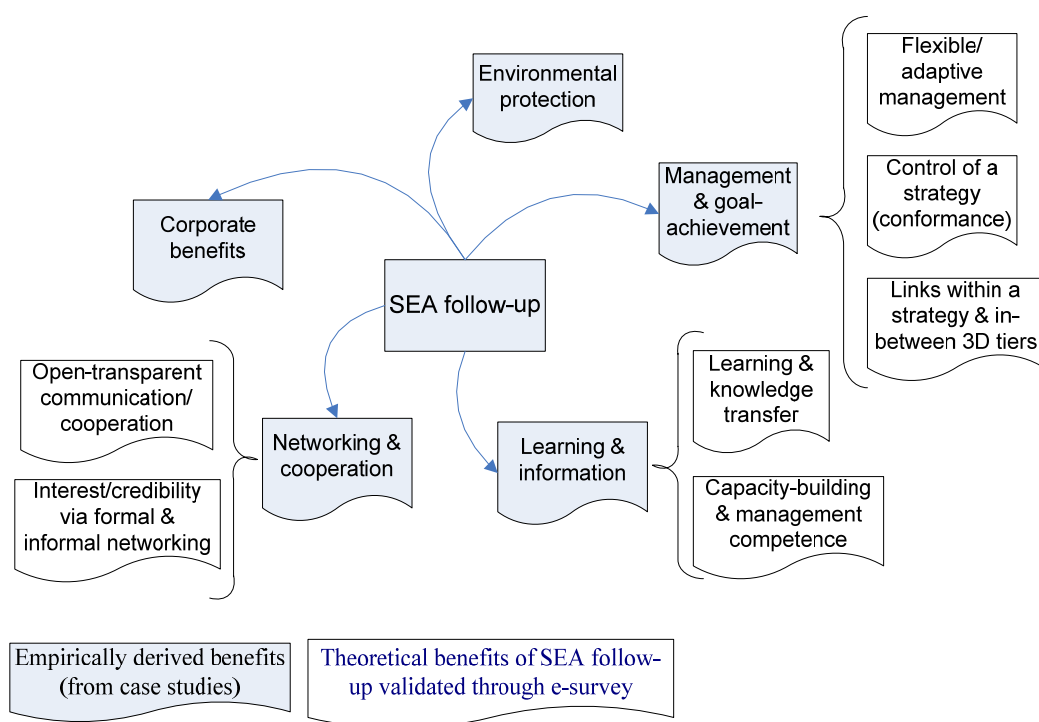 Environmental
protection
Flexible/
adaptive
management
Management
& goal-
achievement
Control of a
strategy
(conformance)
Corporate
benefits
SEA follow-up
Links within a
strategy & in-
between 3D tiers
Open-transparent
communication/
cooperation
Learning &
knowledge
transfer
Networking &
cooperation
Learning &
information
Interest/credibility
via formal &
informal networking
Capacity-building
& management
competence
Empirically derived benefits
(from case studies)
Theoretical benefits of SEA follow-
up validated through e-survey